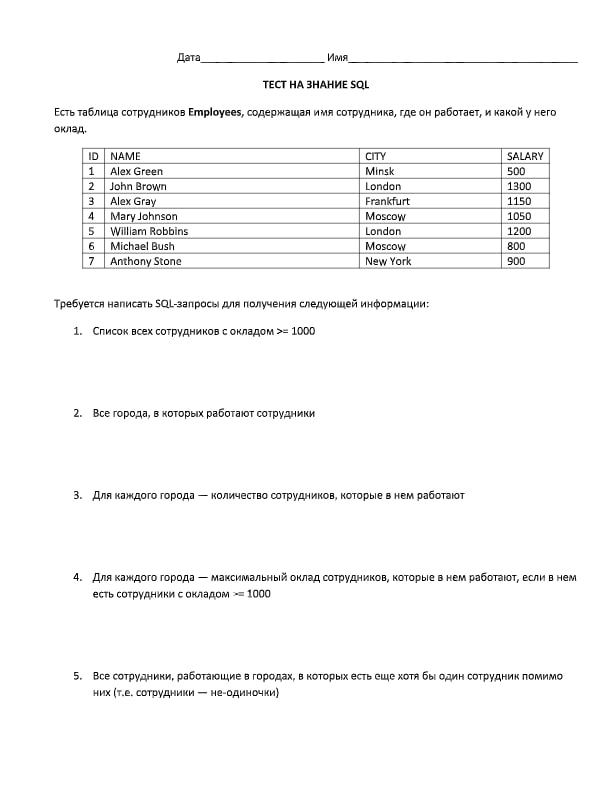 Дата____________________ Имя______________________________________
ТЕСТ НА ЗНАНИЕ SQL
Есть таблица сотрудников Employees, содержащая имя сотрудника, где он работает, и какой у него
оклад.
ID NAME CITY SALARY
1 Alex Green Minsk 500
2 John Brown London 1300
3 Alex Gray Frankfurt 1150
4 Mary Johnson Moscow 1050
5 William Robbins London 1200
6 Michael Bush Moscow 800
7 Anthony Stone New York 900
Требуется написать SQL-запросы для получения следующей информации:
1. Список всех сотрудников с окладом >= 1000
2. Все города, в которых работают сотрудники
3. Для каждого города — количество сотрудников, которые в нем работают
4. Для каждого города — максимальный оклад сотрудников, которые в нем работают, если в нем
есть сотрудники с окладом >= 1000
5. Все сотрудники, работающие в городах, в которых есть еще хотя бы один сотрудник помимо
них (т.е. сотрудники — не-одиночки)